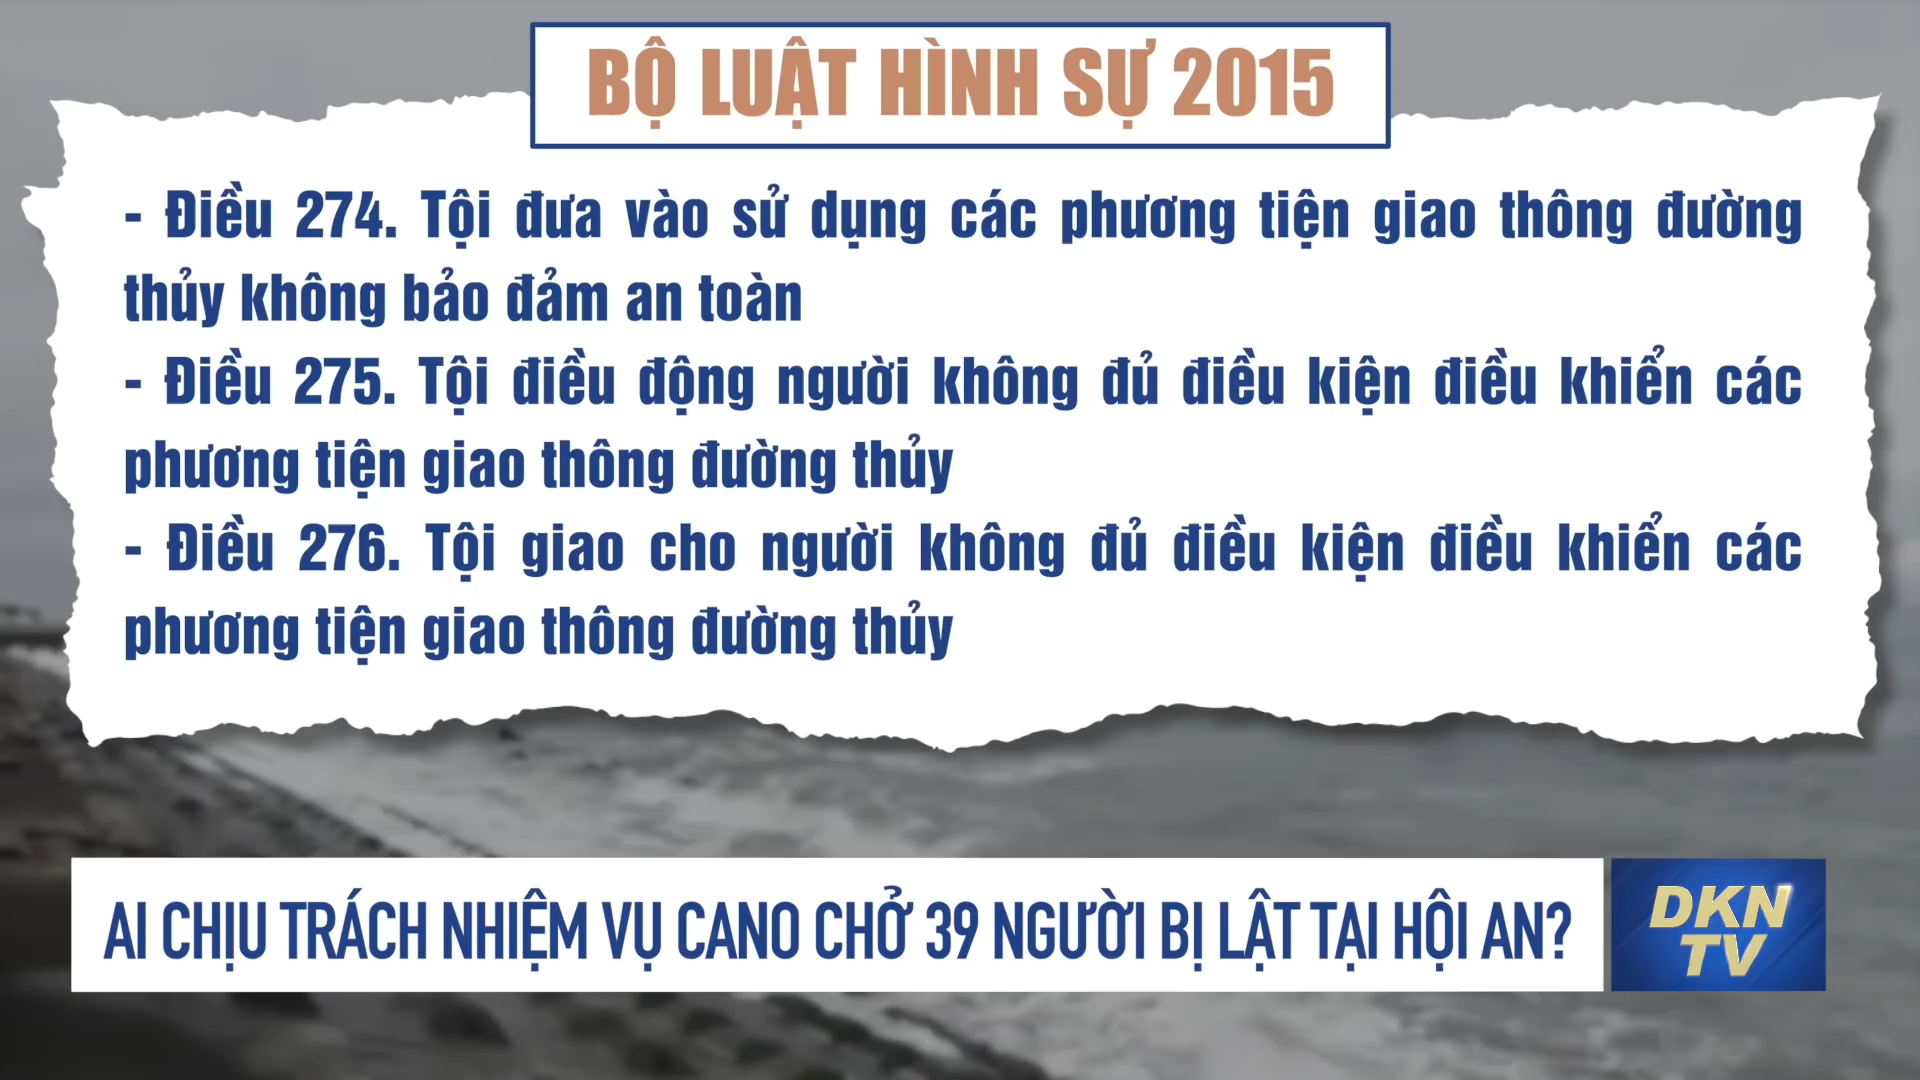 BỘ LUẬT HÌNH SỰ 2015
- Điều 274. Tội đưa vào sử dụng các phương tiện giao thông đường
thủy không bảo đảm an toàn
- Điều 275. Tội điều động người không đủ điều kiện điều khiển các
phương tiện giao thông đường thủy
- Điều 276. Tội giao cho người không đủ điều kiện điều khiển các
phương tiện giao thông đường thủy
AI CHỊU TRÁCH NHIỆM VỤ CANO CHỞ 39 NGƯỜI BỊ LẬT TẠI HỘI AN?
DKN
TV